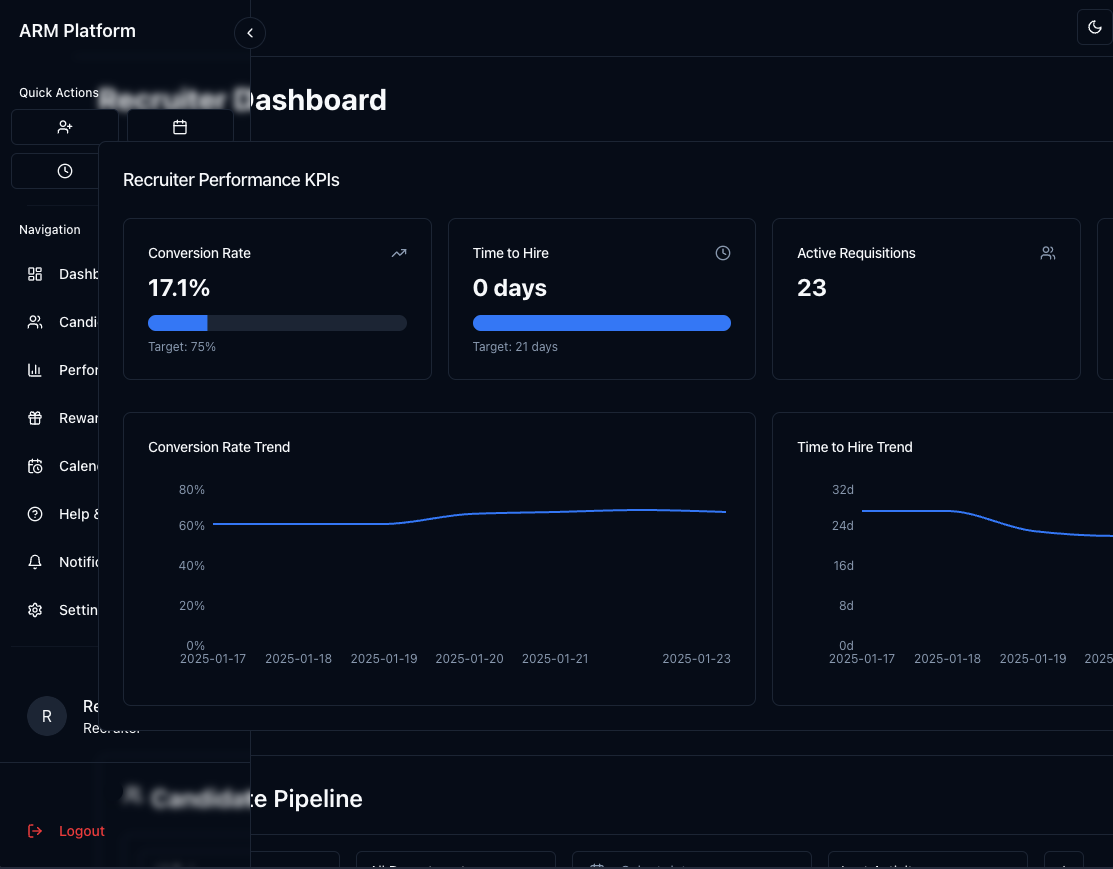 ARM Platform
Quick Actions
Recruiter Dashboard
Recruiter Performance KPIs
Navigation
Dashb
Candi
Perfor
Rewar
Calen
Help &
Notific
Settin
Conversion Rate
17.1%
Target: 75%
Time to Hire
0 days
Target: 21 days
Active Requisitions
23
Conversion Rate Trend
80%
60%
40%
20%
0%
2025-01-17 2025-01-18 2025-01-19 2025-01-20 2025-01-21 2025-01-23
Time to Hire Trend
32d
24d
16d
8d
0d
2025-01-17 2025-01-18 2025-01-19 2025
R
Re
Recruiter
Candidate Pipeline
Logout